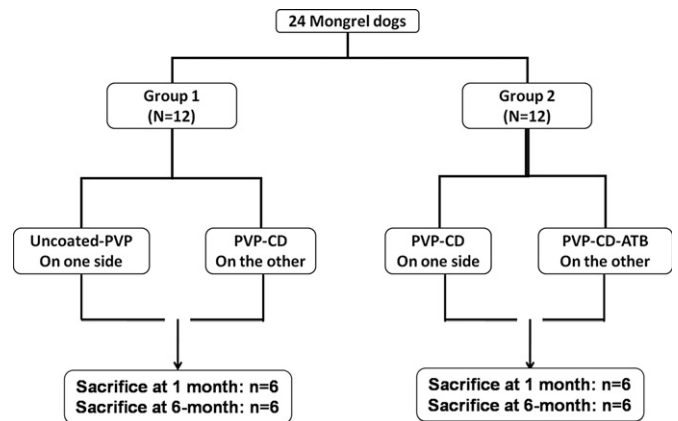 24 Mongrel dogs
Group 1
(N=12)
Group 2
(N=12)
Uncoated-PVP
On one side
PVP-CD
On the other
PVP-CD
On one side
PVP-CD-ATB
On the other
Sacrifice at 1 month: n=6
Sacrifice at 6-month: n=6
Sacrifice at 1 month: n=6
Sacrifice at 6-month: n=6